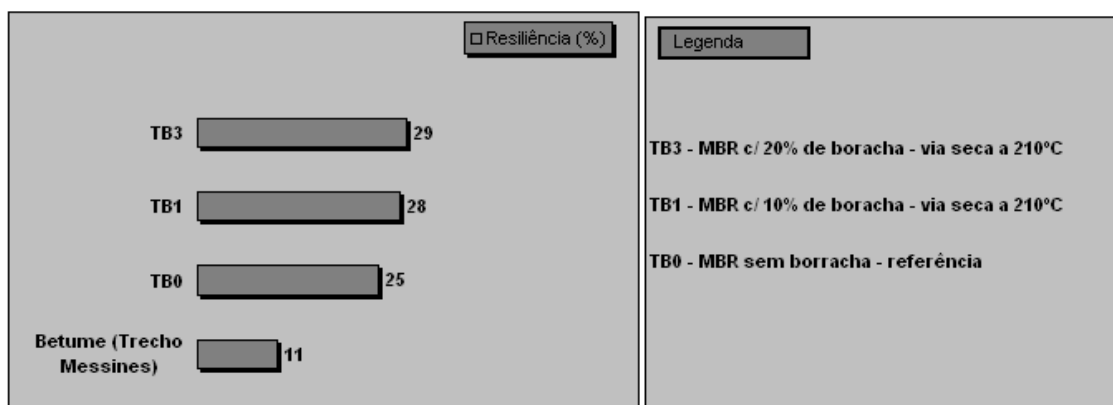 Resiliência (%)
TB3
29
TB1
28
TB0
25
Betume (Trecho
Messines)
11
Legenda
TB3 - MBR c/ 20% de boracha - via seca a 210ºC
TB1 - MBR c/ 10% de boracha - via seca a 210ºC
TB0 - MBR sem borracha - referência